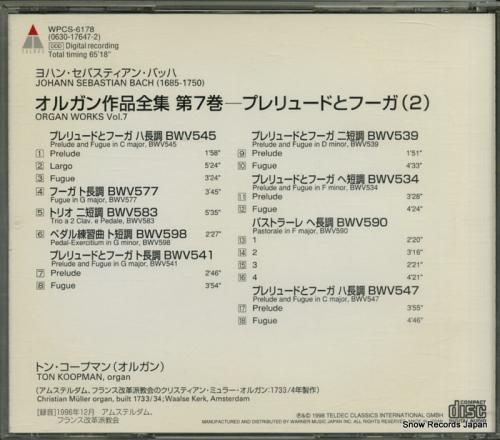 WPCS-6178
(0630-17647-2)
DDD Digital recording
Total timing 65'18"
TELDEC
ヨハン・セバスティアン・バッハ
JOHANN SEBASTIAN BACH (1685-1750)
オルガン作品全集 第7巻—プレリュードとフーガ(2)
ORGAN WORKS Vol.7
プレリュードとフーガ ハ長調 BWV545
Prelude and Fugue in C major, BWV545
1 Prelude 1'58"
2 Largo 5'24"
3 Fugue 3'24"
4 フーガ ト長調 BWV577 3'45"
Fugue in G major, BWV577
5 トリオ ニ短調 BWV583 5'35"
Trio a 2 Clav. e Pedale, BWV583
6 ペダル練習曲 ト短調 BWV598 2'27"
Pedal-Exercitium in G minor, BWV598
プレリュードとフーガ ト長調 BWV541
Prelude and Fugue in G major, BWV541
7 Prelude 2'46"
8 Fugue 3'54"
プレリュードとフーガ ニ短調 BWV539
Prelude and Fugue in D minor, BWV539
9 Prelude 1'51"
10 Fugue 4'33"
プレリュードとフーガ ヘ短調 BWV534
Prelude and Fugue in F minor, BWV534
11 Prelude 3'28"
12 Fugue 4'24"
パストラーレ ヘ長調 BWV590
Pastorale in F major, BWV590
13 1 2'20"
14 2 3'16"
15 3 2'21"
16 4 4'21"
プレリュードとフーガ ハ長調 BWV547
Prelude and Fugue in C major, BWV547
17 Prelude 3'55"
18 Fugue 4'46"
トン・コープマン(オルガン)
TON KOOPMAN, organ
(アムステルダム、フランス改革派教会のクリスティアン・ミュラー・オルガン:1733/4年製作)
Christian Müller organ, built 1733/34; Waalse Kerk, Amsterdam
[録音]1996年12月 アムステルダム、
フランス改革派教会
COMPACT
disc
DIGITAL AUDIO
℗&© 1998 TELDEC CLASSICS INTERNATIONAL GMBH
MANUFACTURED AND DISTRIBUTED BY WARNER MUSIC JAPAN INC.
Snow Records Japan